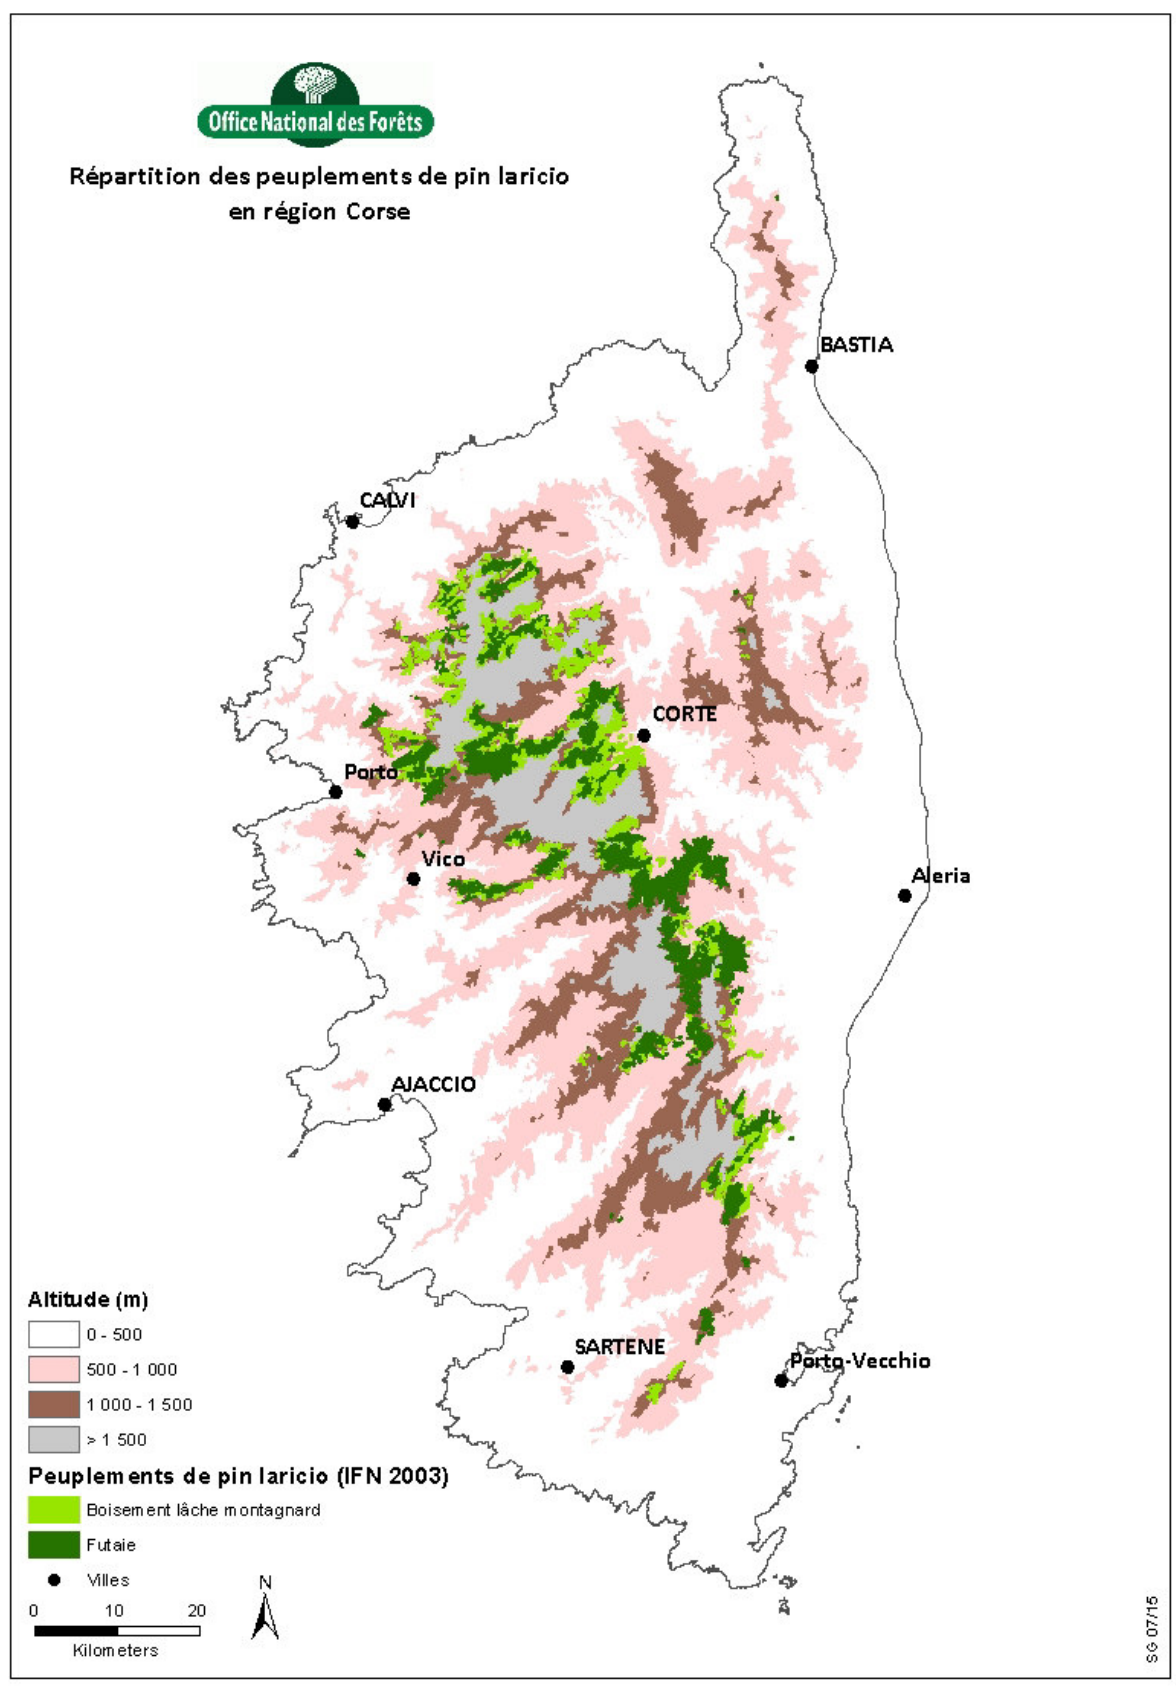 Office National des Forêts
Répartition des peuplements de pin laricio
en région Corse
BASTIA
CALVI
CORTE
Porto
Vico
Aleria
AJACCIO
SARTENE
Porto-Vecchio
Altitude (m)
0 - 500
500 - 1 000
1 000 - 1 500
> 1 500
Peuplements de pin laricio (IFN 2003)
Boisement lâche montagnard
Futaie
Villes
N
0 10 20
Kilometers
SG 07/15